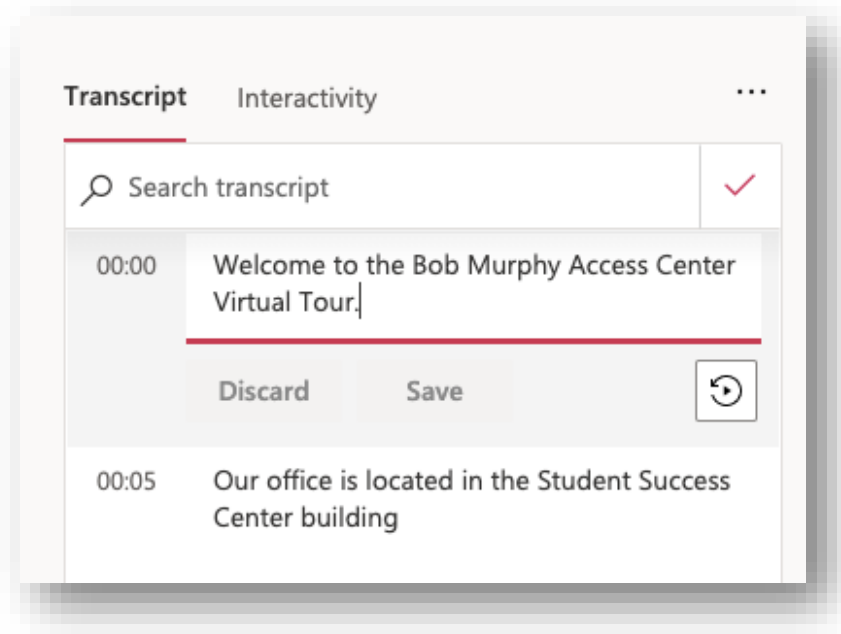 Transcript Interactivity ...
Search transcript
00:00 Welcome to the Bob Murphy Access Center
Virtual Tour.
Discard Save
00:05 Our office is located in the Student Success
Center building